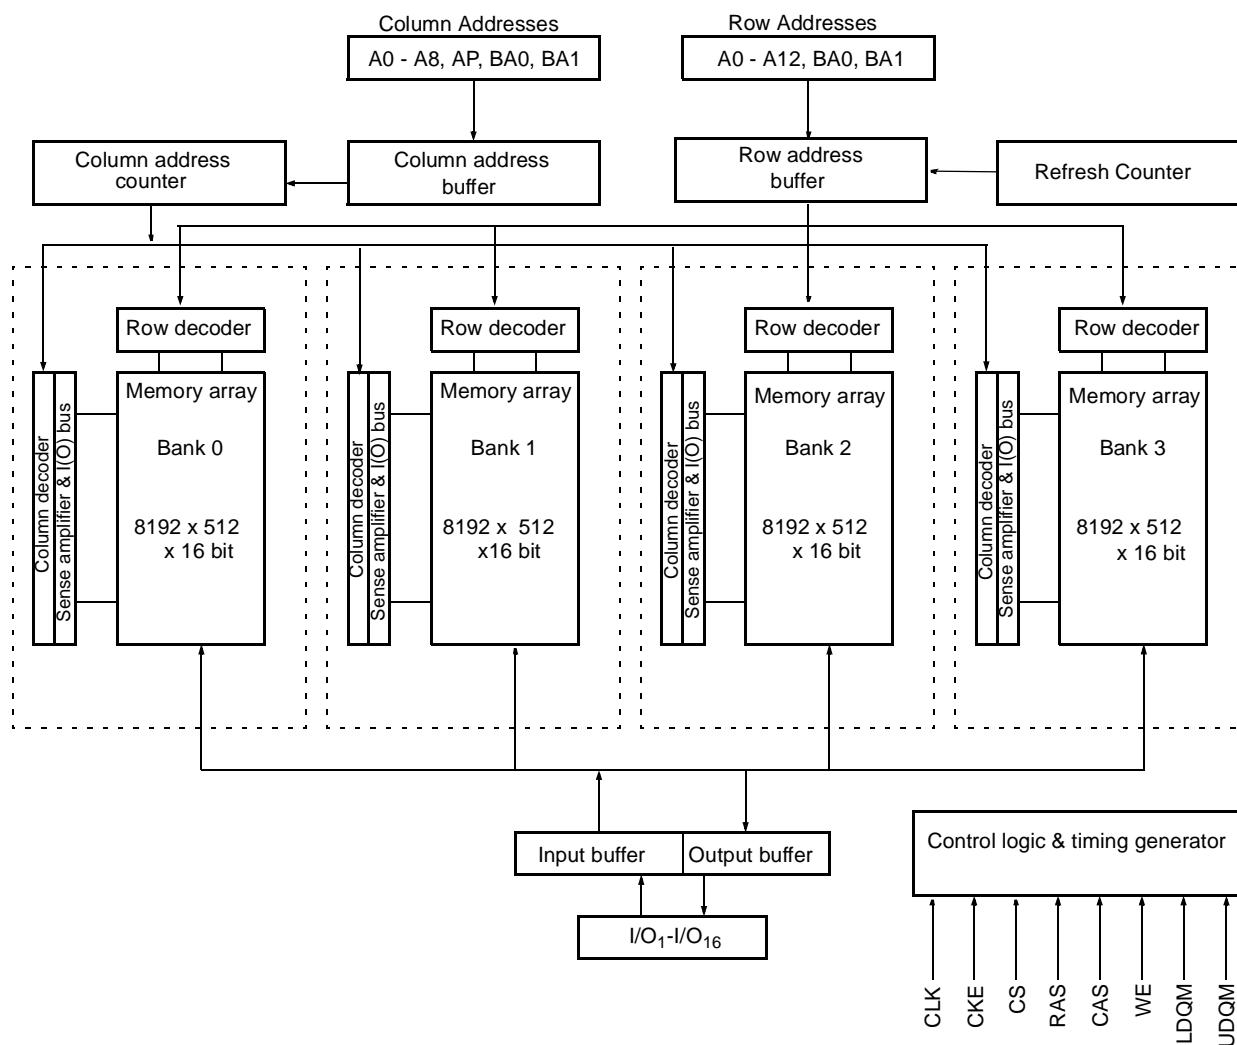 Column Addresses
Row Addresses
A0 - A8, AP, BA0, BA1
A0 - A12, BA0, BA1
Column address
counter
Column address
buffer
Row address
buffer
Refresh Counter
Row decoder
Row decoder
Row decoder
Row decoder
Column decoder
Sense amplifier & I(O) bus
Memory array
Bank 0
8192 x 512
x 16 bit
Column decoder
Sense amplifier & I(O) bus
Memory array
Bank 1
8192 x 512
x16 bit
Column decoder
Sense amplifier & I(O) bus
Memory array
Bank 2
8192 x 512
x 16 bit
Column decoder
Sense amplifier & I(O) bus
Memory array
Bank 3
8192 x 512
x 16 bit
Input buffer
Output buffer
I/O1-I/O16
Control logic & timing generator
CLK
CKE
CS
RAS
CAS
WE
LDQM
UDQM